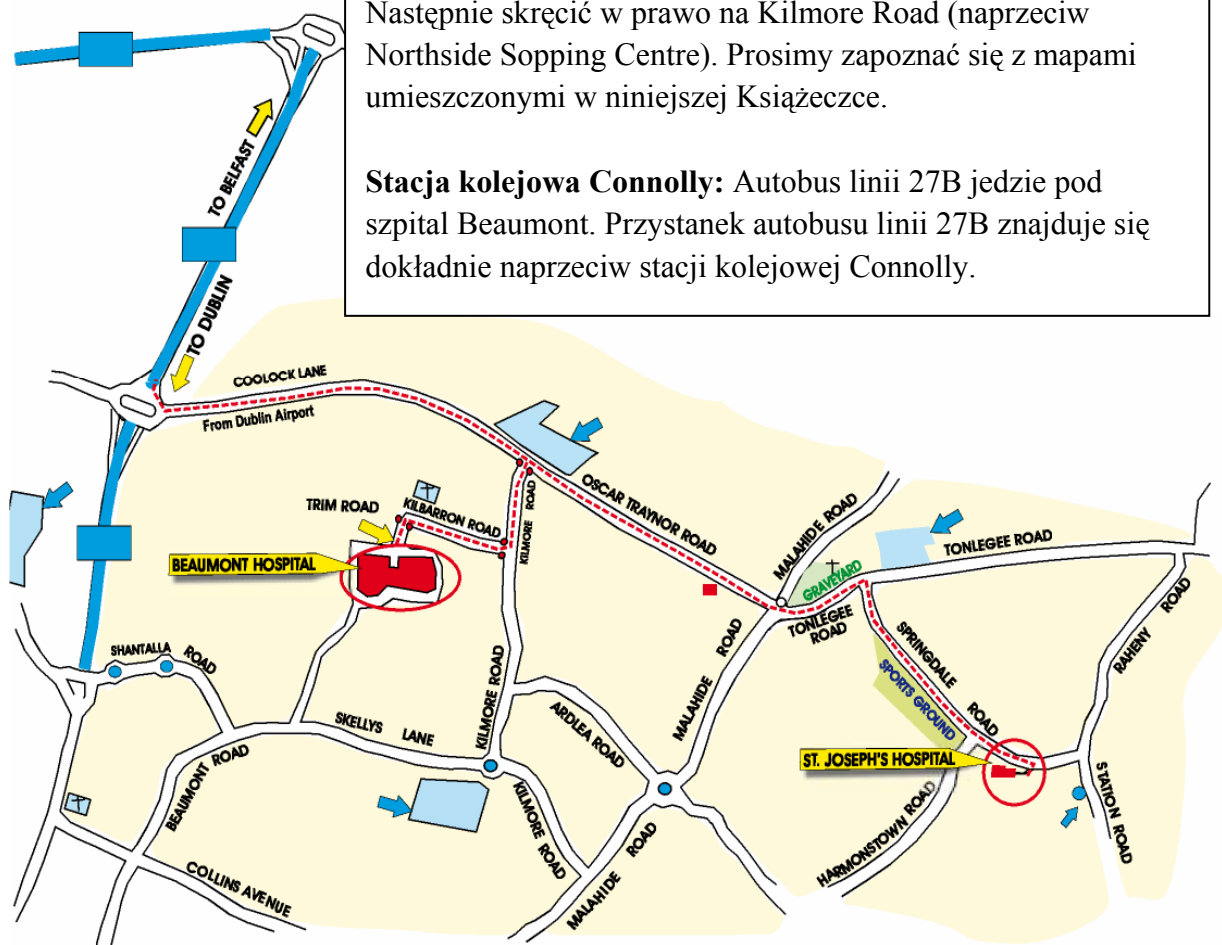 Następnie skręcić w prawo na Kilmore Road (naprzeciw
Northside Sopping Centre). Prosimy zapoznać się z mapami
umieszczonymi w niniejszej Książeczce.
Stacja kolejowa Connolly: Autobus linii 27B jedzie pod
szpital Beaumont. Przystanek autobusu linii 27B znajduje się
dokładnie naprzeciw stacji kolejowej Connolly.
TO BELFAST
TO DUBLIN
COOLOCK LANE
From Dublin Airport
OSCAR TRAYNOR ROAD
MALAHIDE ROAD
TRIM ROAD
KILBARRON ROAD
KILMORE ROAD
BEAUMONT HOSPITAL
GRAVEYARD
TONLEGEE ROAD
TONLEGEE
ROAD
RAHENY ROAD
SPRINGDALE ROAD
SPORTS GROUND
SHANTALLA ROAD
SKELLYS LANE
KILMORE ROAD
ARDLEA ROAD
MALAHIDE ROAD
ST. JOSEPH'S HOSPITAL
BEAUMONT ROAD
KILMORE ROAD
HARMONSTOWN ROAD
STATION ROAD
COLLINS AVENUE
MALAHIDE ROAD